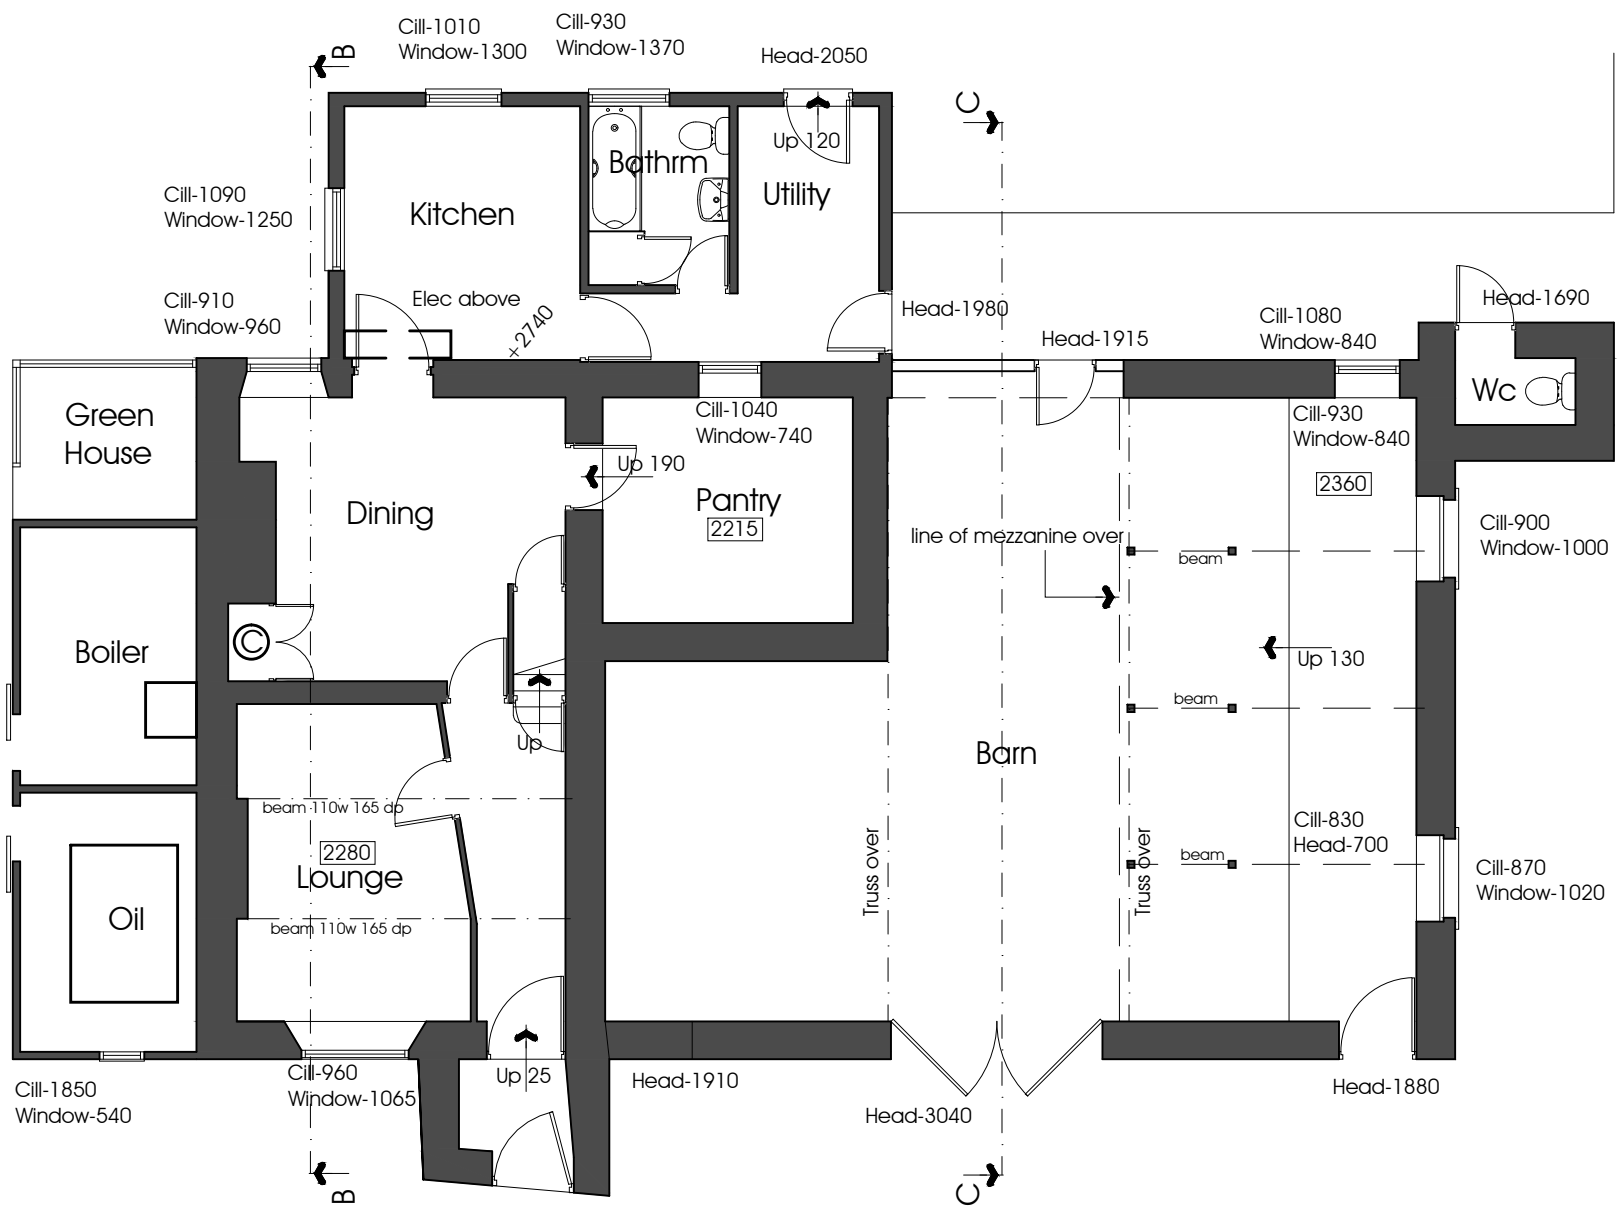 Cill-1010
Window-1300
Cill-930
Window-1370
Head-2050
B
C
Up 120
Bathrm
Utility
Kitchen
Cill-1090
Window-1250
Cill-910
Window-960
Elec above
+2740
Head-1980
Head-1915
Cill-1080
Window-840
Head-1690
Wc
Green
House
Cill-1040
Window-740
Cill-930
Window-840
2360
Up 190
Pantry
2215
Dining
line of mezzanine over
beam
Cill-900
Window-1000
Boiler
C
Up 130
beam
Up
Barn
beam 110w 165 dp
2280
Lounge
Truss over
Truss over
beam
Cill-830
Head-700
Cill-870
Window-1020
Oil
beam 110w 165 dp
Up 25
Cill-960
Window-1065
Cill-1850
Window-540
Head-1910
Head-3040
Head-1880
B
C